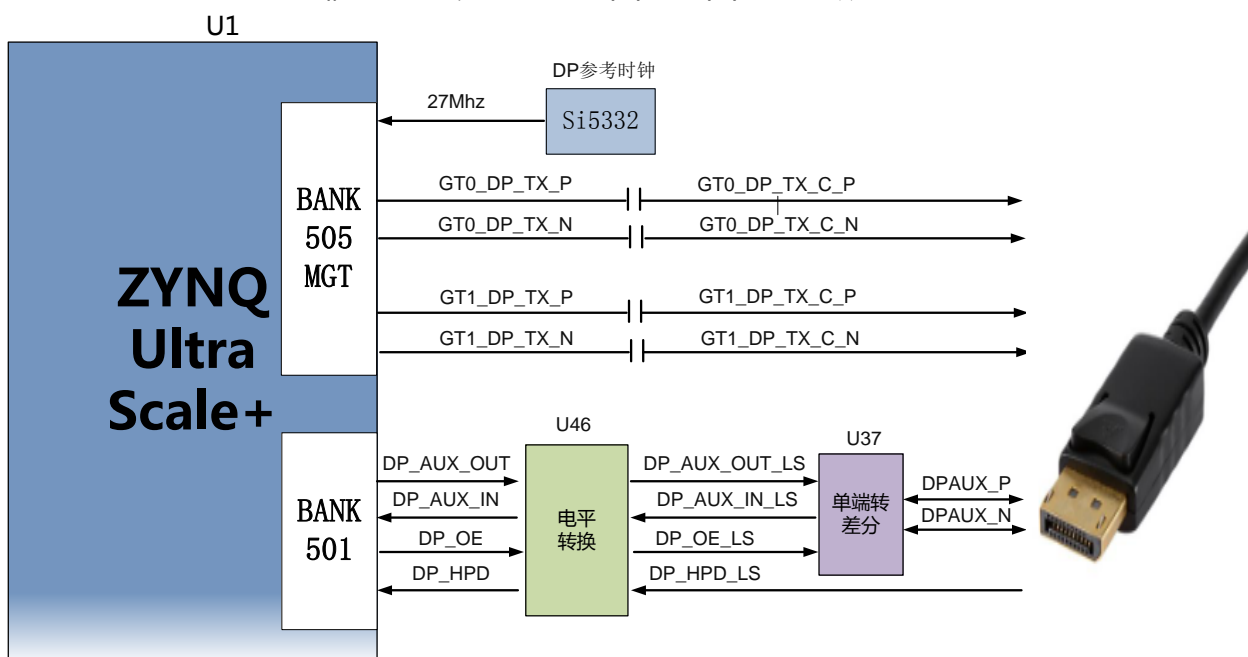 U1
DP参考时钟
27Mhz
Si5332
GT0_DP_TX_P
GT0_DP_TX_C_P
BANK
505
MGT
GT0_DP_TX_N
GT0_DP_TX_C_N
ZYNQ
Ultra
Scale+
GT1_DP_TX_P
GT1_DP_TX_C_P
GT1_DP_TX_N
GT1_DP_TX_C_N
U46
U37
BANK
501
DP_AUX_OUT
DP_AUX_OUT_LS
DP_AUX_IN
DP_AUX_IN_LS
电平
转换
单端转
差分
DPAUX_P
DPAUX_N
DP_OE
DP_OE_LS
DP_HPD
DP_HPD_LS